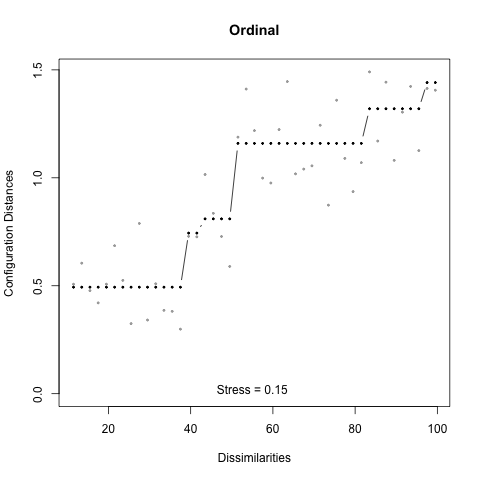 Ordinal
Configuration Distances
1.5
1.0
0.5
0.0
Stress = 0.15
20 40 60 80 100
Dissimilarities